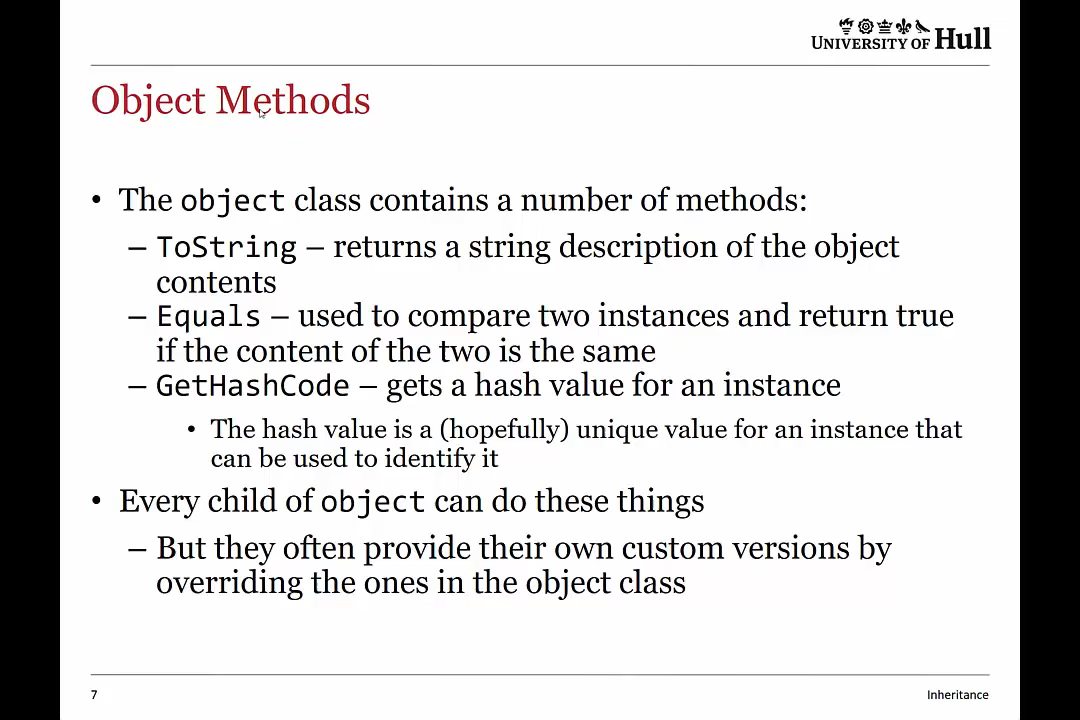 UNIVERSITY OF Hull
Object Methods
• The object class contains a number of methods:
– ToString – returns a string description of the object
contents
– Equals – used to compare two instances and return true
if the content of the two is the same
– GetHashCode – gets a hash value for an instance
• The hash value is a (hopefully) unique value for an instance that
can be used to identify it
• Every child of object can do these things
– But they often provide their own custom versions by
overriding the ones in the object class
7
Inheritance